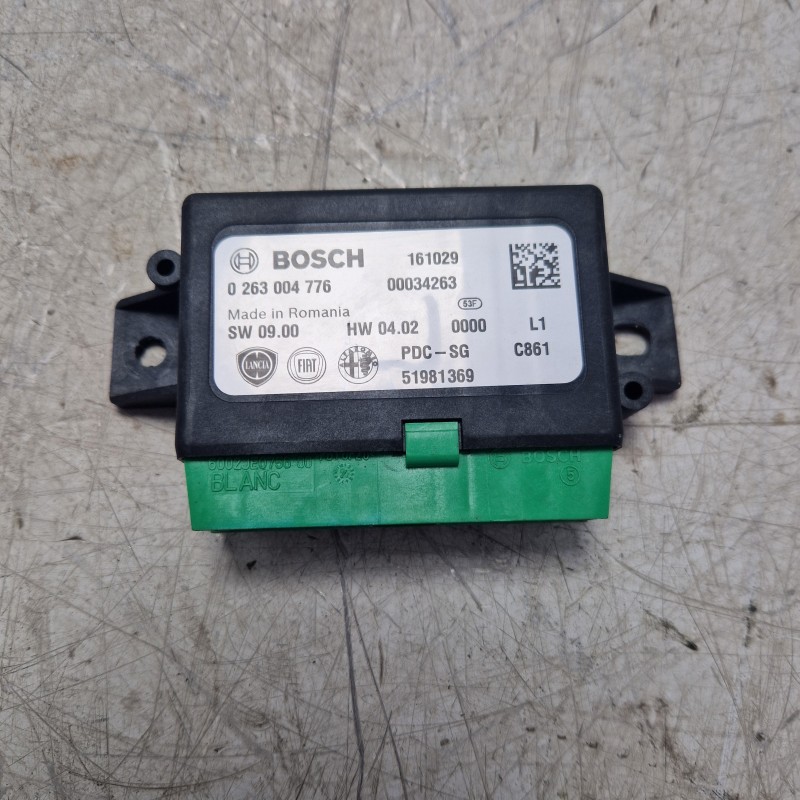 BOSCH 161029
0 263 004 776 00034263
Made in Romania 53F
SW 09.00 HW 04.02 0000 L1
LANCIA FIAT PDC-SG C861
51981369
BOSCH 5
BLANC